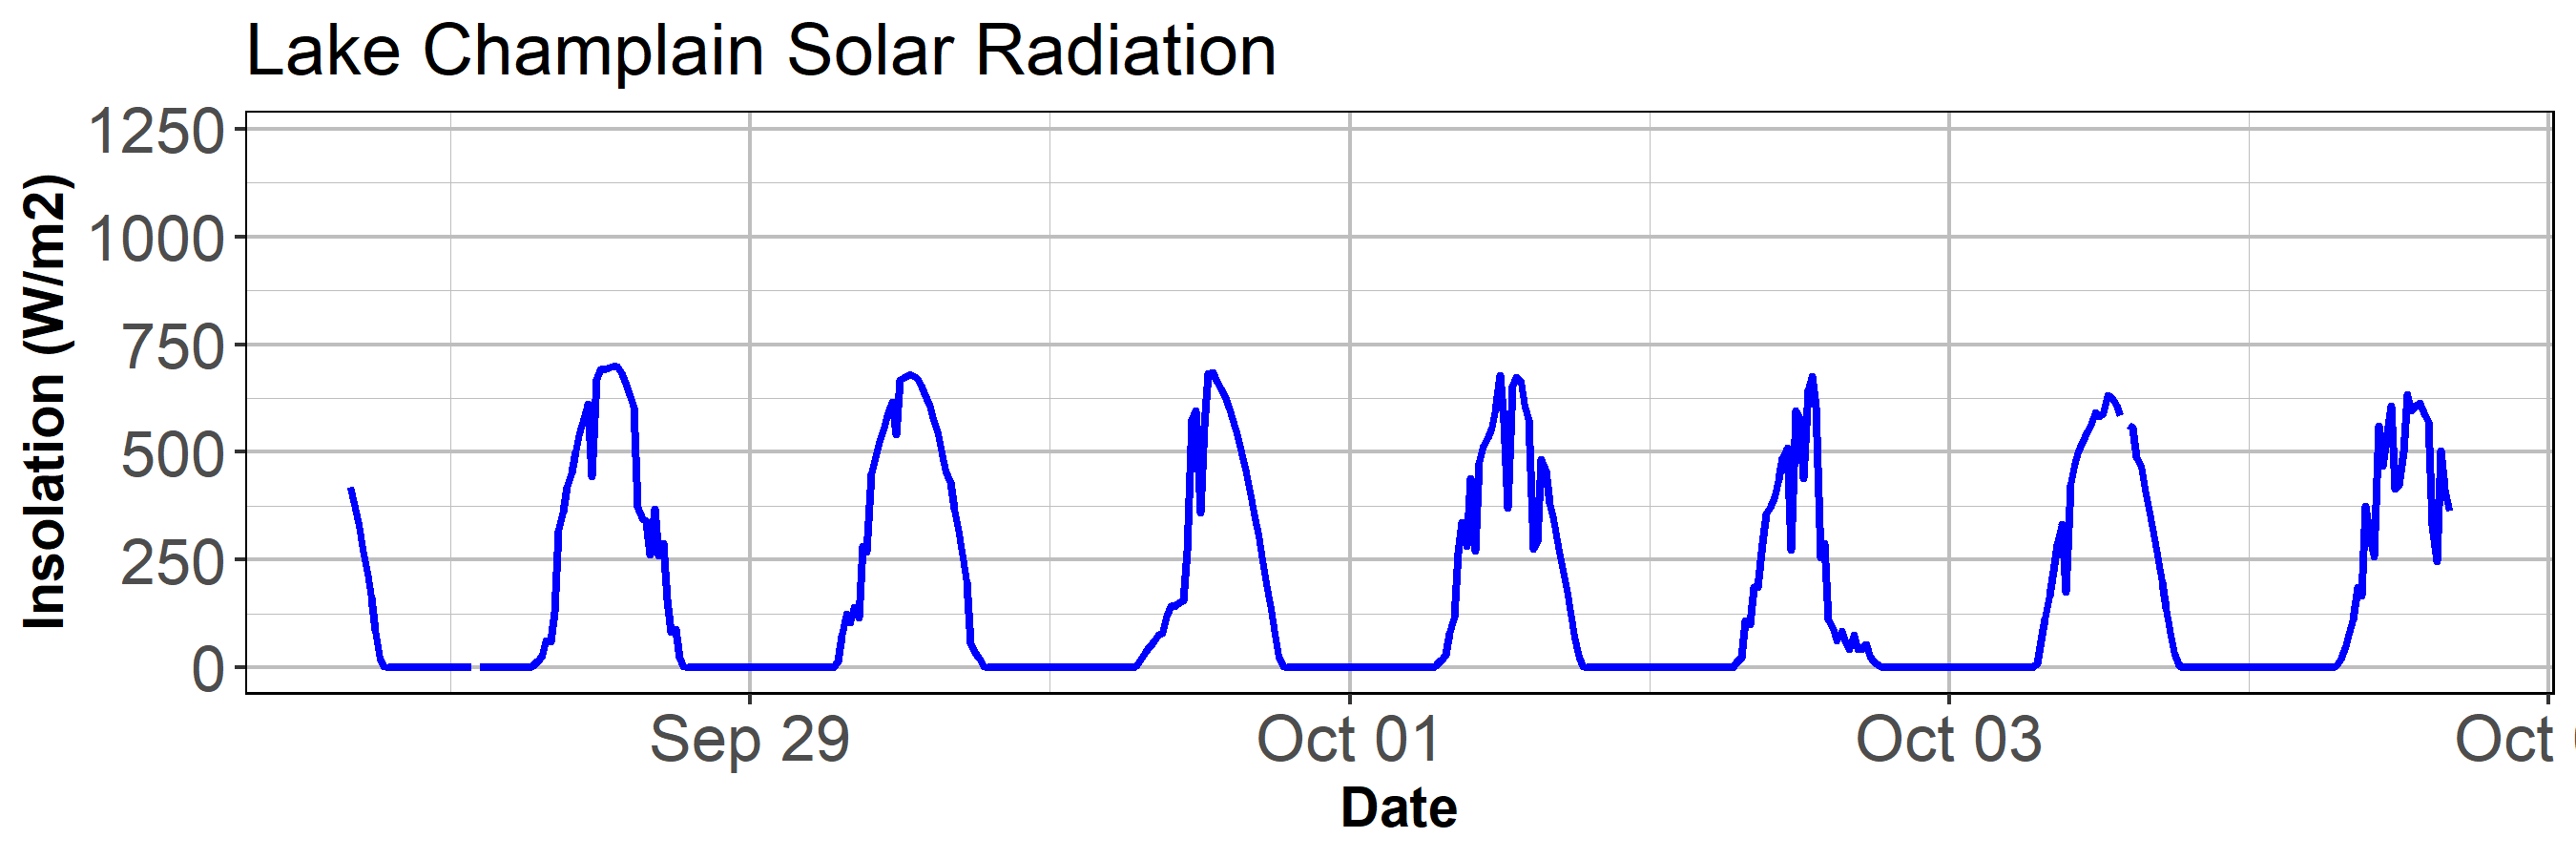 Lake Champlain Solar Radiation
1250
1000
750
500
250
0
Insolation (W/m2)
Sep 29
Oct 01
Oct 03
Oct
Date